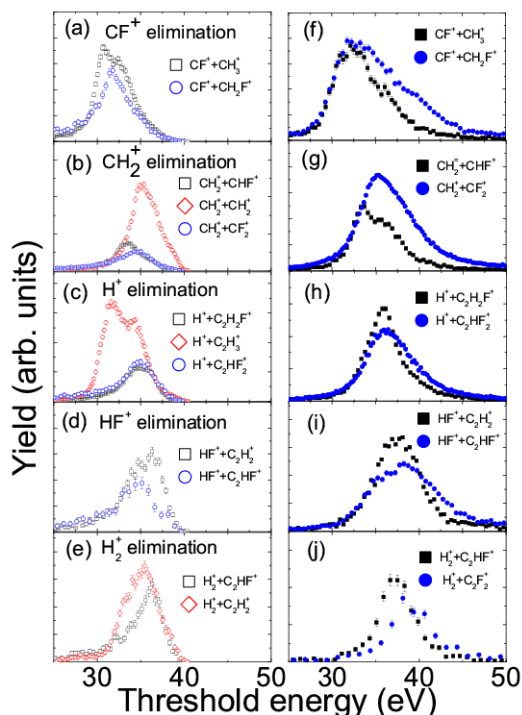 (a) CF⁺ elimination
CF⁺+CH₃⁺
CF⁺+CH₂F⁺
(b) CH₂⁺ elimination
CH₂⁺+CHF⁺
CH₂⁺+CH₂⁺
CH₂⁺+CF₂⁺
(c) H⁺ elimination
H⁺+C₂H₂F⁺
H⁺+C₂H₃⁺
H⁺+C₂HF₂⁺
(d) HF⁺ elimination
HF⁺+C₂H₂⁺
HF⁺+C₂HF⁺
(e) H₂⁺ elimination
H₂⁺+C₂HF⁺
H₂⁺+C₂H₂⁺
(f)
CF⁺+CH₃⁺
CF⁺+CH₂F⁺
(g)
CH₂⁺+CHF⁺
CH₂⁺+CF₂⁺
(h)
H⁺+C₂H₂F⁺
H⁺+C₂HF₂⁺
(i)
HF⁺+C₂H₂⁺
HF⁺+C₂HF⁺
(j)
H₂⁺+C₂HF⁺
H₂⁺+C₂F₂⁺
Yield (arb. units)
30 40 50 30 40 50
Threshold energy (eV)